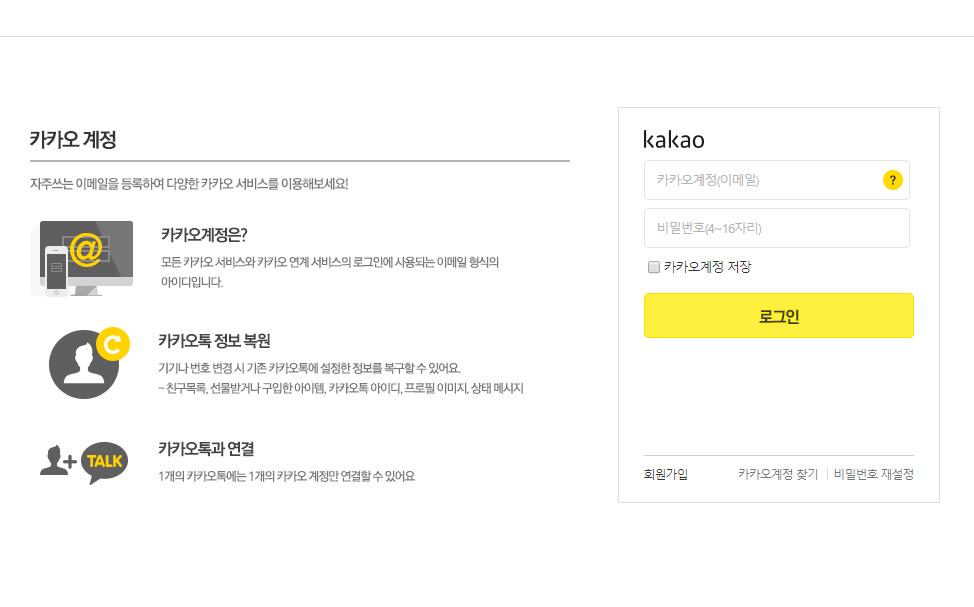 카카오 계정
자주쓰는 이메일을 등록하여 다양한 카카오 서비스를 이용해보세요!
@
카카오계정은?
모든 카카오 서비스와 카카오 연계 서비스의 로그인에 사용되는 이메일 형식의
아이디입니다.
카카오톡 정보 복원
기기나 번호 변경 시 기존 카카오톡에 설정한 정보를 복구할 수 있어요.
– 친구목록, 선물받거나 구입한 아이템, 카카오톡 아이디, 프로필 이미지, 상태 메시지
TALK
카카오톡과 연결
1개의 카카오톡에는 1개의 카카오 계정만 연결할 수 있어요
kakao
카카오계정(이메일) ?
비밀번호(4~16자리)
카카오계정 저장
로그인
회원가입 카카오계정 찾기 | 비밀번호 재설정